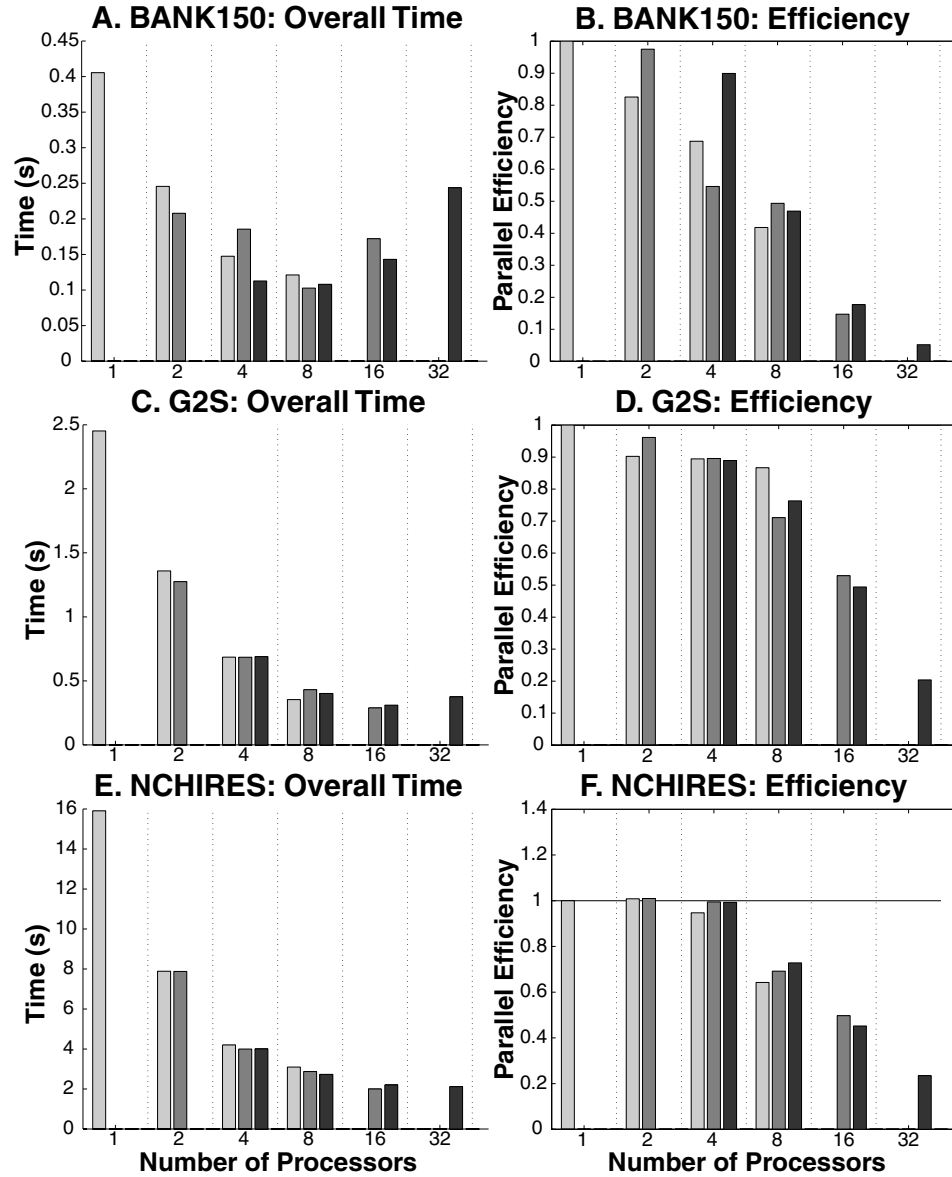 A. BANK150: Overall Time
0.45
0.4
0.35
0.3
0.25
0.2
0.15
0.1
0.05
0
Time (s)
1 2 4 8 16 32
B. BANK150: Efficiency
1
0.9
0.8
0.7
0.6
0.5
0.4
0.3
0.2
0.1
0
Parallel Efficiency
1 2 4 8 16 32
C. G2S: Overall Time
2.5
2
1.5
1
0.5
0
Time (s)
1 2 4 8 16 32
D. G2S: Efficiency
1
0.9
0.8
0.7
0.6
0.5
0.4
0.3
0.2
0.1
0
Parallel Efficiency
1 2 4 8 16 32
E. NCHIRES: Overall Time
16
14
12
10
8
6
4
2
0
Time (s)
1 2 4 8 16 32
Number of Processors
F. NCHIRES: Efficiency
1.4
1.2
1
0.8
0.6
0.4
0.2
0
Parallel Efficiency
1 2 4 8 16 32
Number of Processors